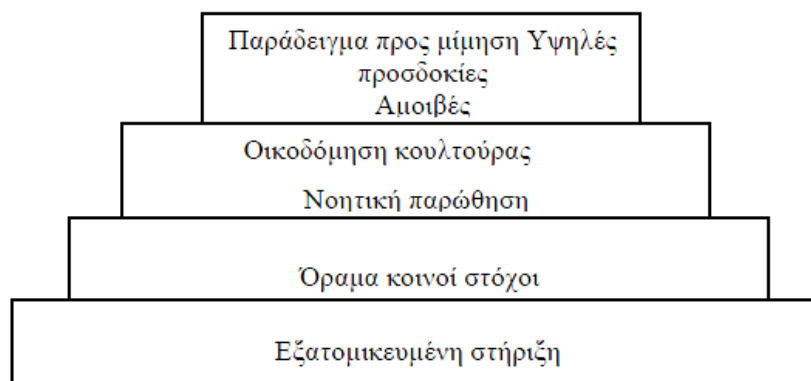 Παράδειγμα προς μίμηση Υψηλές
προσδοκίες
Αμοιβές
Οικοδόμηση κουλτούρας
Νοητική παρώθηση
Όραμα κοινοί στόχοι
Εξατομικευμένη στήριξη